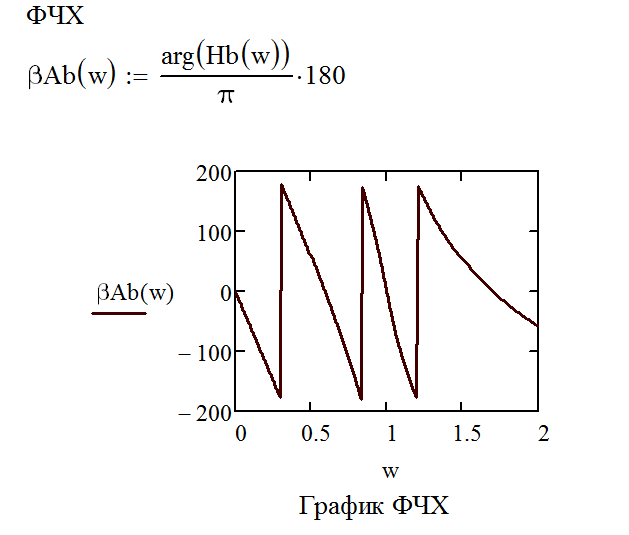 ФЧХ
βAb(w) := arg(Hb(w))/π · 180
200
100
0
− 100
− 200
βAb(w)
0 0.5 1 1.5 2
w
График ФЧХ